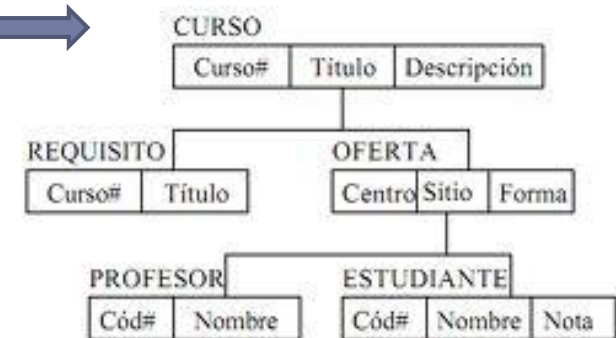 CURSO
Curso# Título Descripción
REQUISITO OFERTA
Curso# Título Centro Sitio Forma
PROFESOR ESTUDIANTE
Cód# Nombre Cód# Nombre Nota